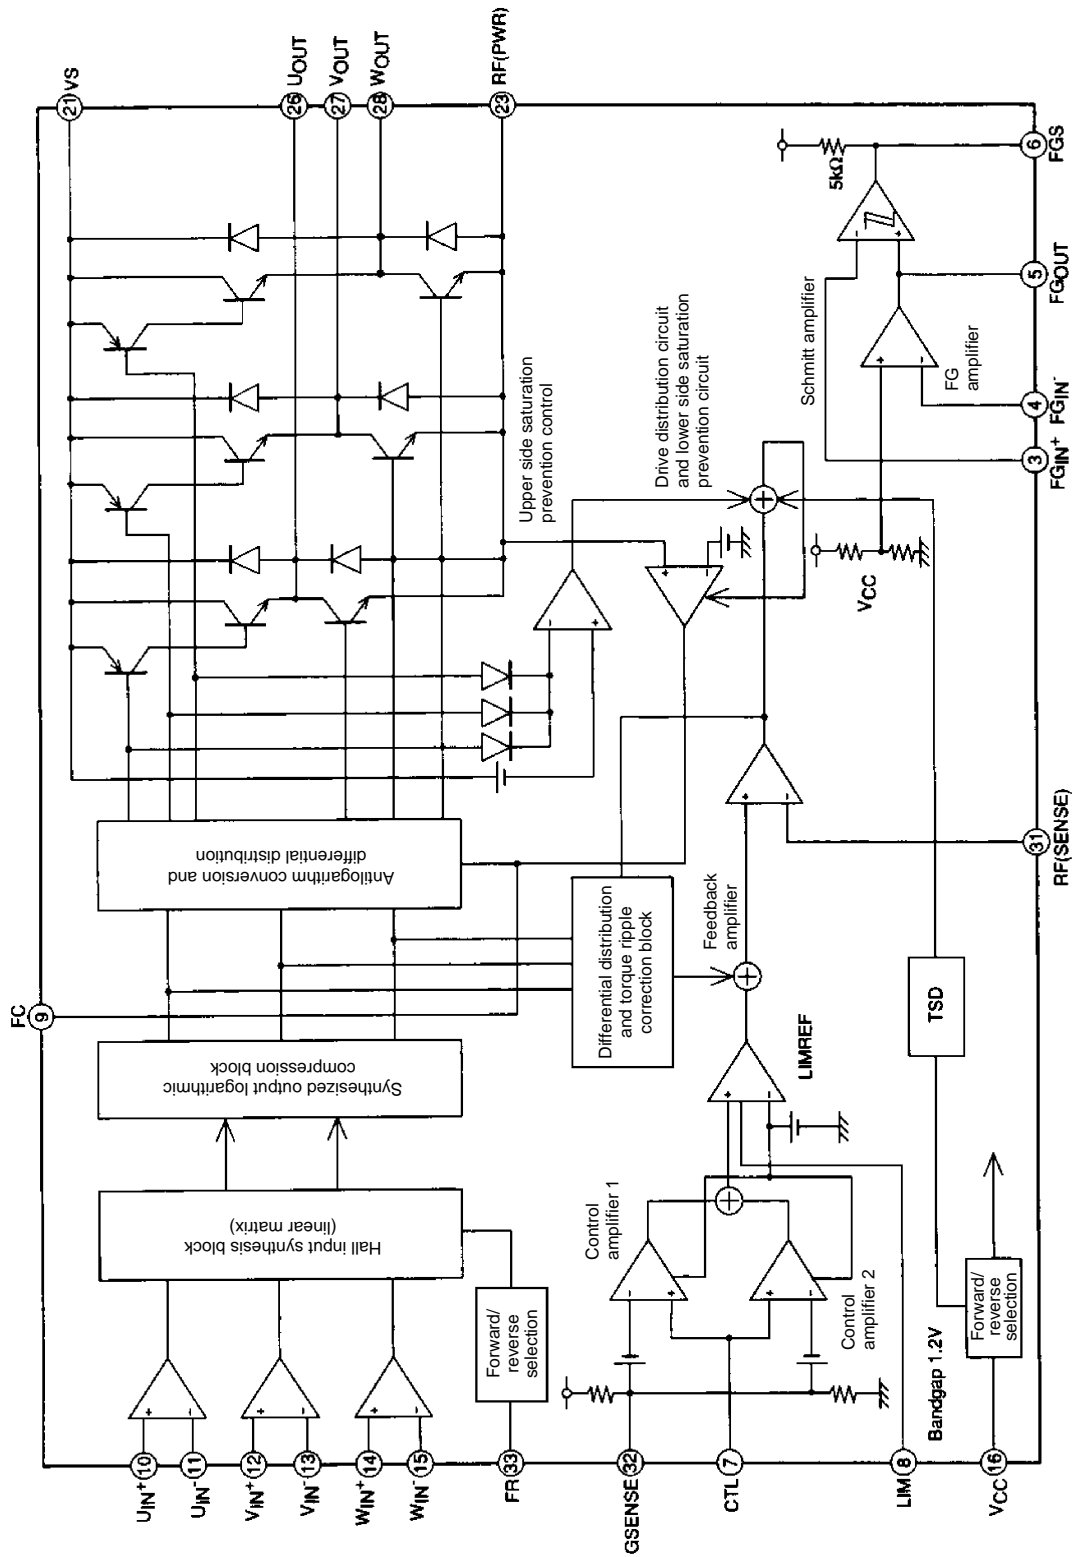 FC
9
21
VS
26
UOUT
27
VOUT
28
WOUT
23
RF(PWR)
Upper side saturation
prevention control
Antilogarithm conversion and
differential distribution
Synthesized output logarithmic
compression block
Hall input synthesis block
(linear matrix)
Forward/
reverse
selection
UIN+
10
UIN-
11
VIN+
12
VIN-
13
WIN+
14
WIN-
15
FR
33
GSENSE
32
CTL
7
LIM
8
VCC
16
Differential distribution
and torque ripple
correction block
Feedback
amplifier
Drive distribution circuit
and lower side saturation
prevention circuit
Control
amplifier 1
Control
amplifier 2
LIMREF
TSD
Bandgap 1.2V
Forward/
reverse
selection
VCC
Schmitt amplifier
FG
amplifier
5kΩ
6
FGS
5
FGOUT
4
FGIN-
3
FGIN+
31
RF(SENSE)
+
-
+
-
+
-
-
+
+
-
-
+
+
-
+
-
+
-
+
-
-
+